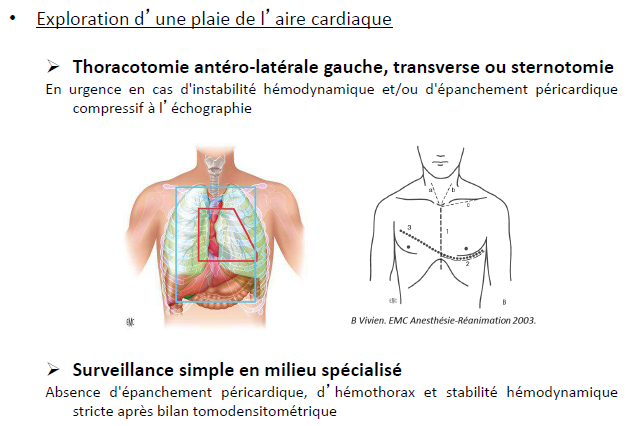 • Exploration d’une plaie de l’aire cardiaque
➢ Thoracotomie antéro-latérale gauche, transverse ou sternotomie
En urgence en cas d'instabilité hémodynamique et/ou d'épanchement péricardique
compressif à l’échographie
a b
c
1
3
2
B
B Vivien. EMC Anesthésie-Réanimation 2003.
➢ Surveillance simple en milieu spécialisé
Absence d'épanchement péricardique, d’hémothorax et stabilité hémodynamique
stricte après bilan tomodensitométrique